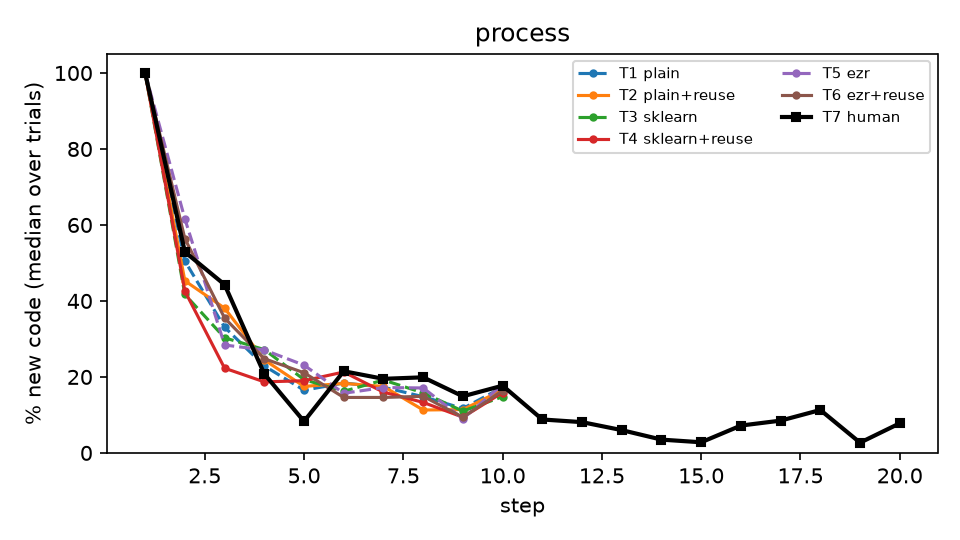 process
% new code (median over trials)
100
80
60
40
20
0
T1 plain
T2 plain+reuse
T3 sklearn
T4 sklearn+reuse
T5 ezr
T6 ezr+reuse
T7 human
2.5 5.0 7.5 10.0 12.5 15.0 17.5 20.0
step